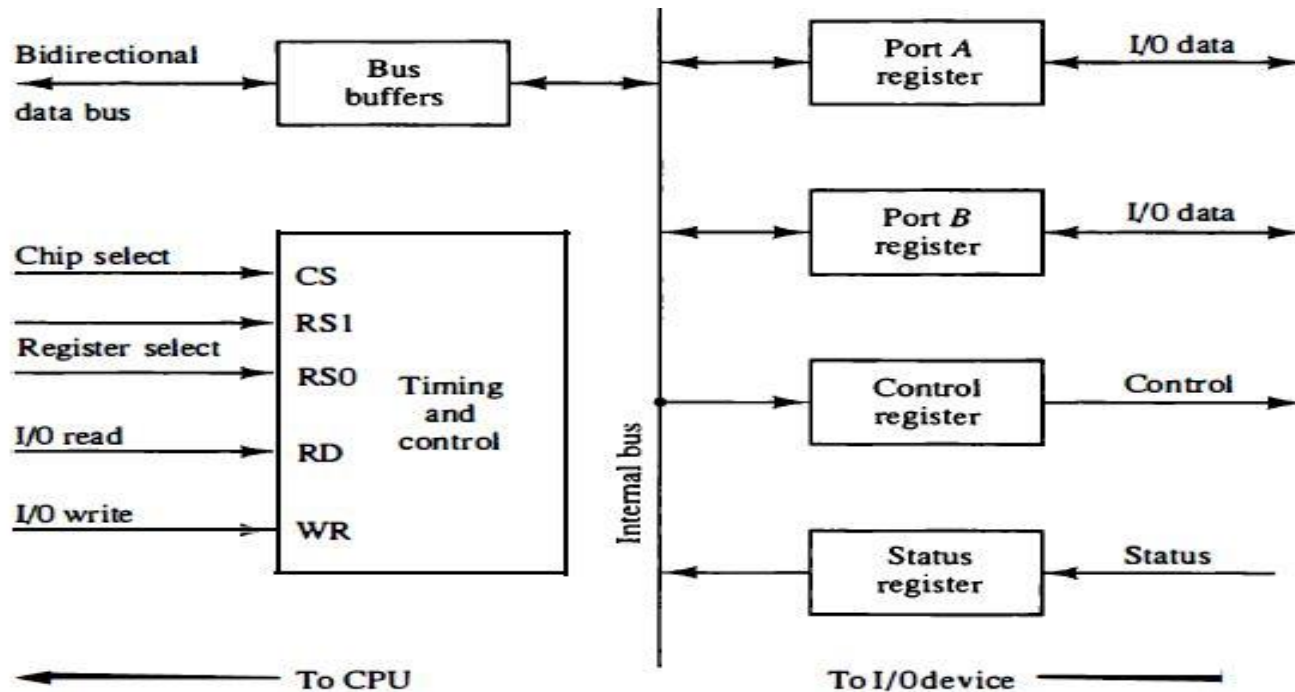 Bidirectional
data bus
Bus
buffers
Port A
register
I/O data
Port B
register
I/O data
Chip select
CS
RS1
Register select
RS0
Timing
and
control
I/O read
RD
I/O write
WR
Internal bus
Control
register
Control
Status
register
Status
To CPU
To I/O device